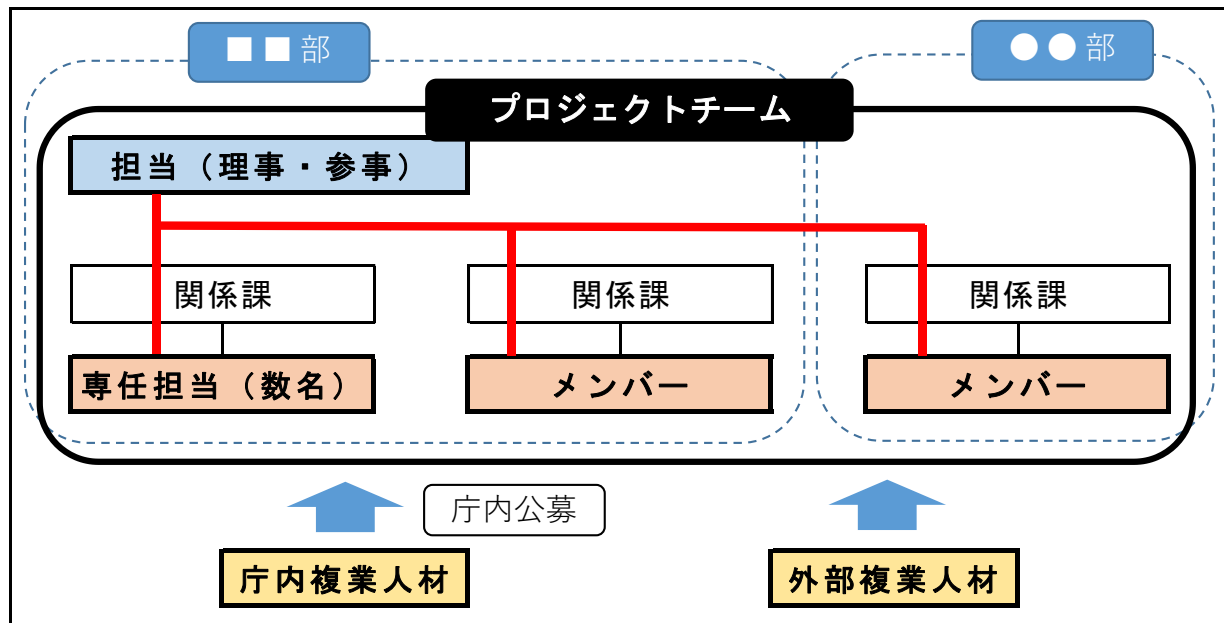 ■■部
●●部
プロジェクトチーム
担当（理事・参事）
関係課
関係課
関係課
専任担当（数名）
メンバー
メンバー
庁内公募
庁内複業人材
外部複業人材